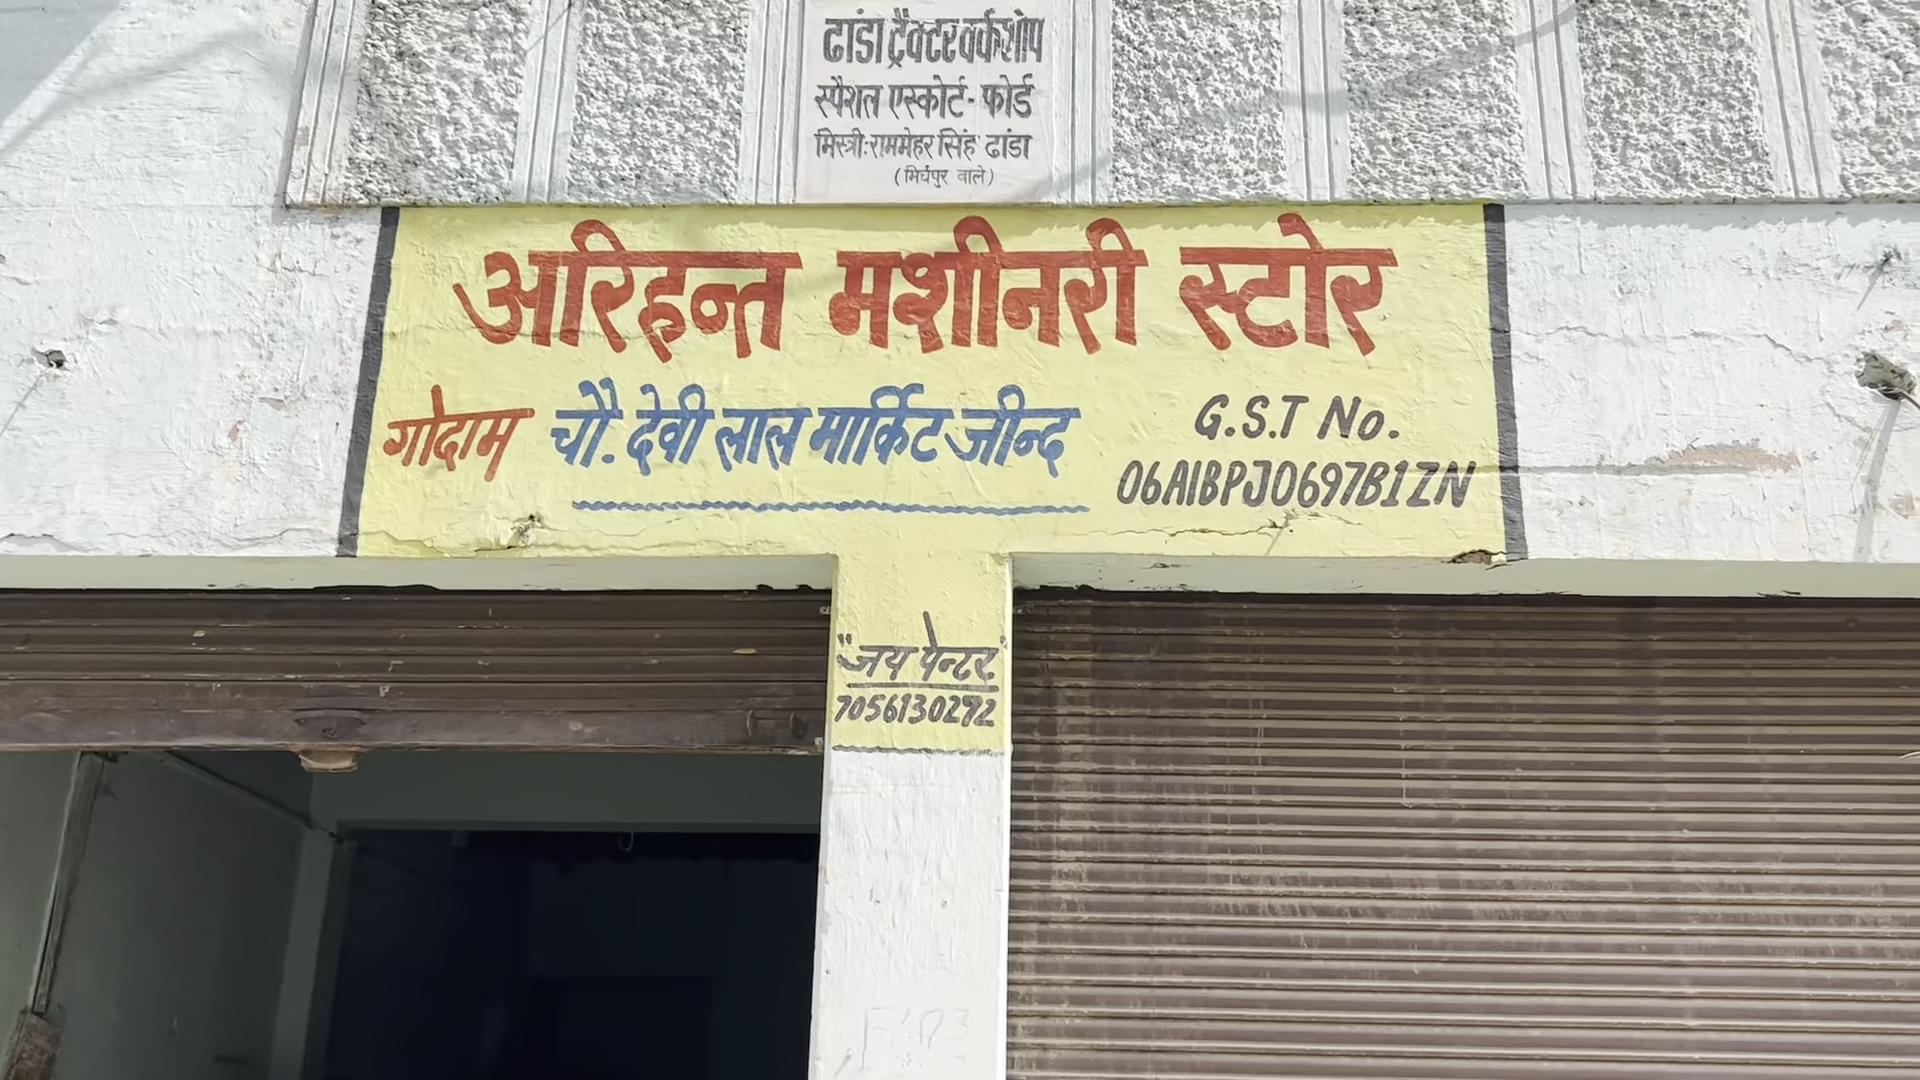 ढांडा ट्रैक्टर वर्कशोप
स्पैशल एस्कोर्ट- फोर्ड
मिस्त्री:राममेहर सिंह ढांडा
(मिर्चपुर वाले)
अरिहन्त मशीनरी स्टोर
गोदाम चौ. देवी लाल मार्किट जीन्द
G.S.T No.
06AIBPJ0697B1ZN
"जय पेन्टर"
7056130292